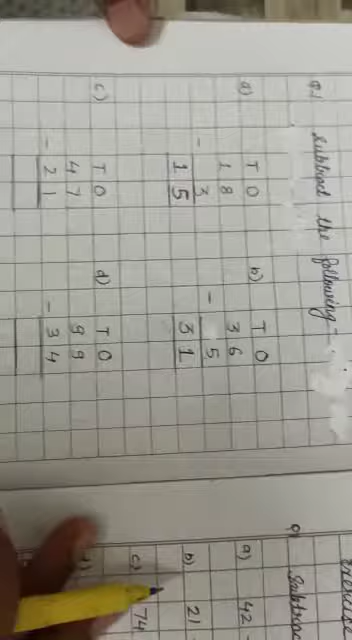 Q.1 Subtract the following:-
a) T O b) T O
1 8 3 6
- 3 - 5
1 5 3 1
c) T O d) T O
4 7 9 9
- 2 1 - 3 4
Exercise
Q Subtrac
a) 42 -
b) 21
c) 74